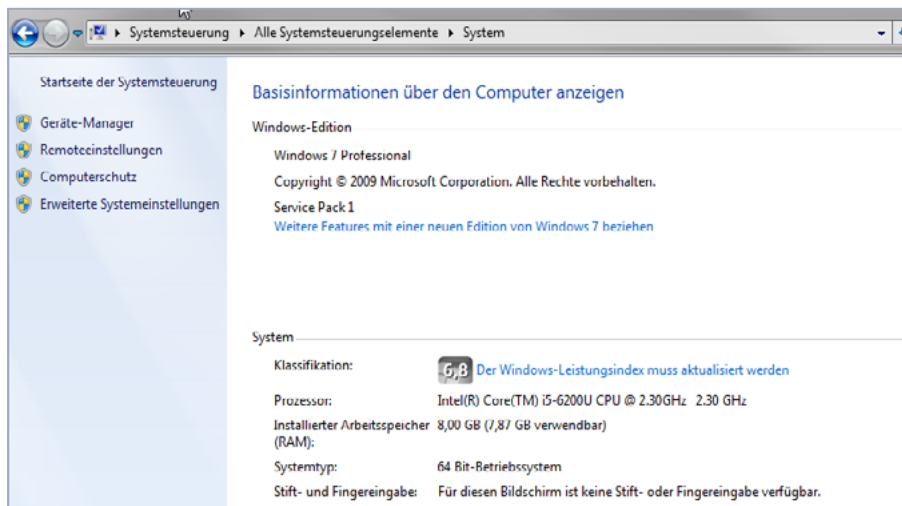 Systemsteuerung ▸ Alle Systemsteuerungselemente ▸ System
Startseite der Systemsteuerung
Geräte-Manager
Remoteeinstellungen
Computerschutz
Erweiterte Systemeinstellungen
Basisinformationen über den Computer anzeigen
Windows-Edition
Windows 7 Professional
Copyright © 2009 Microsoft Corporation. Alle Rechte vorbehalten.
Service Pack 1
Weitere Features mit einer neuen Edition von Windows 7 beziehen
System
Klassifikation: 6,8 Der Windows-Leistungsindex muss aktualisiert werden
Prozessor: Intel(R) Core(TM) i5-6200U CPU @ 2.30GHz 2.30 GHz
Installierter Arbeitsspeicher 8,00 GB (7,87 GB verwendbar)
(RAM):
Systemtyp: 64 Bit-Betriebssystem
Stift- und Fingereingabe: Für diesen Bildschirm ist keine Stift- oder Fingereingabe verfügbar.